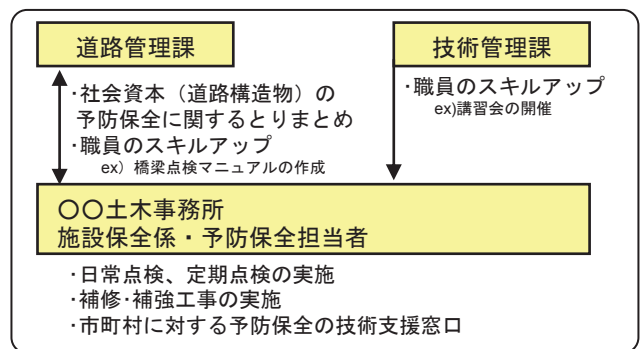 道路管理課
・社会資本（道路構造物）の
予防保全に関するとりまとめ
・職員のスキルアップ
ex）橋梁点検マニュアルの作成
技術管理課
・職員のスキルアップ
ex)講習会の開催
〇〇土木事務所
施設保全係・予防保全担当者
・日常点検、定期点検の実施
・補修・補強工事の実施
・市町村に対する予防保全の技術支援窓口